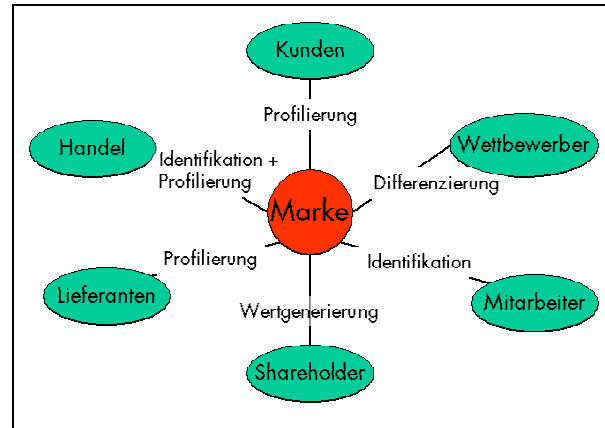 Kunden
Profilierung
Handel
Wettbewerber
Identifikation +
Profilierung
Differenzierung
Marke
Profilierung
Identifikation
Lieferanten
Mitarbeiter
Wertgenerierung
Shareholder